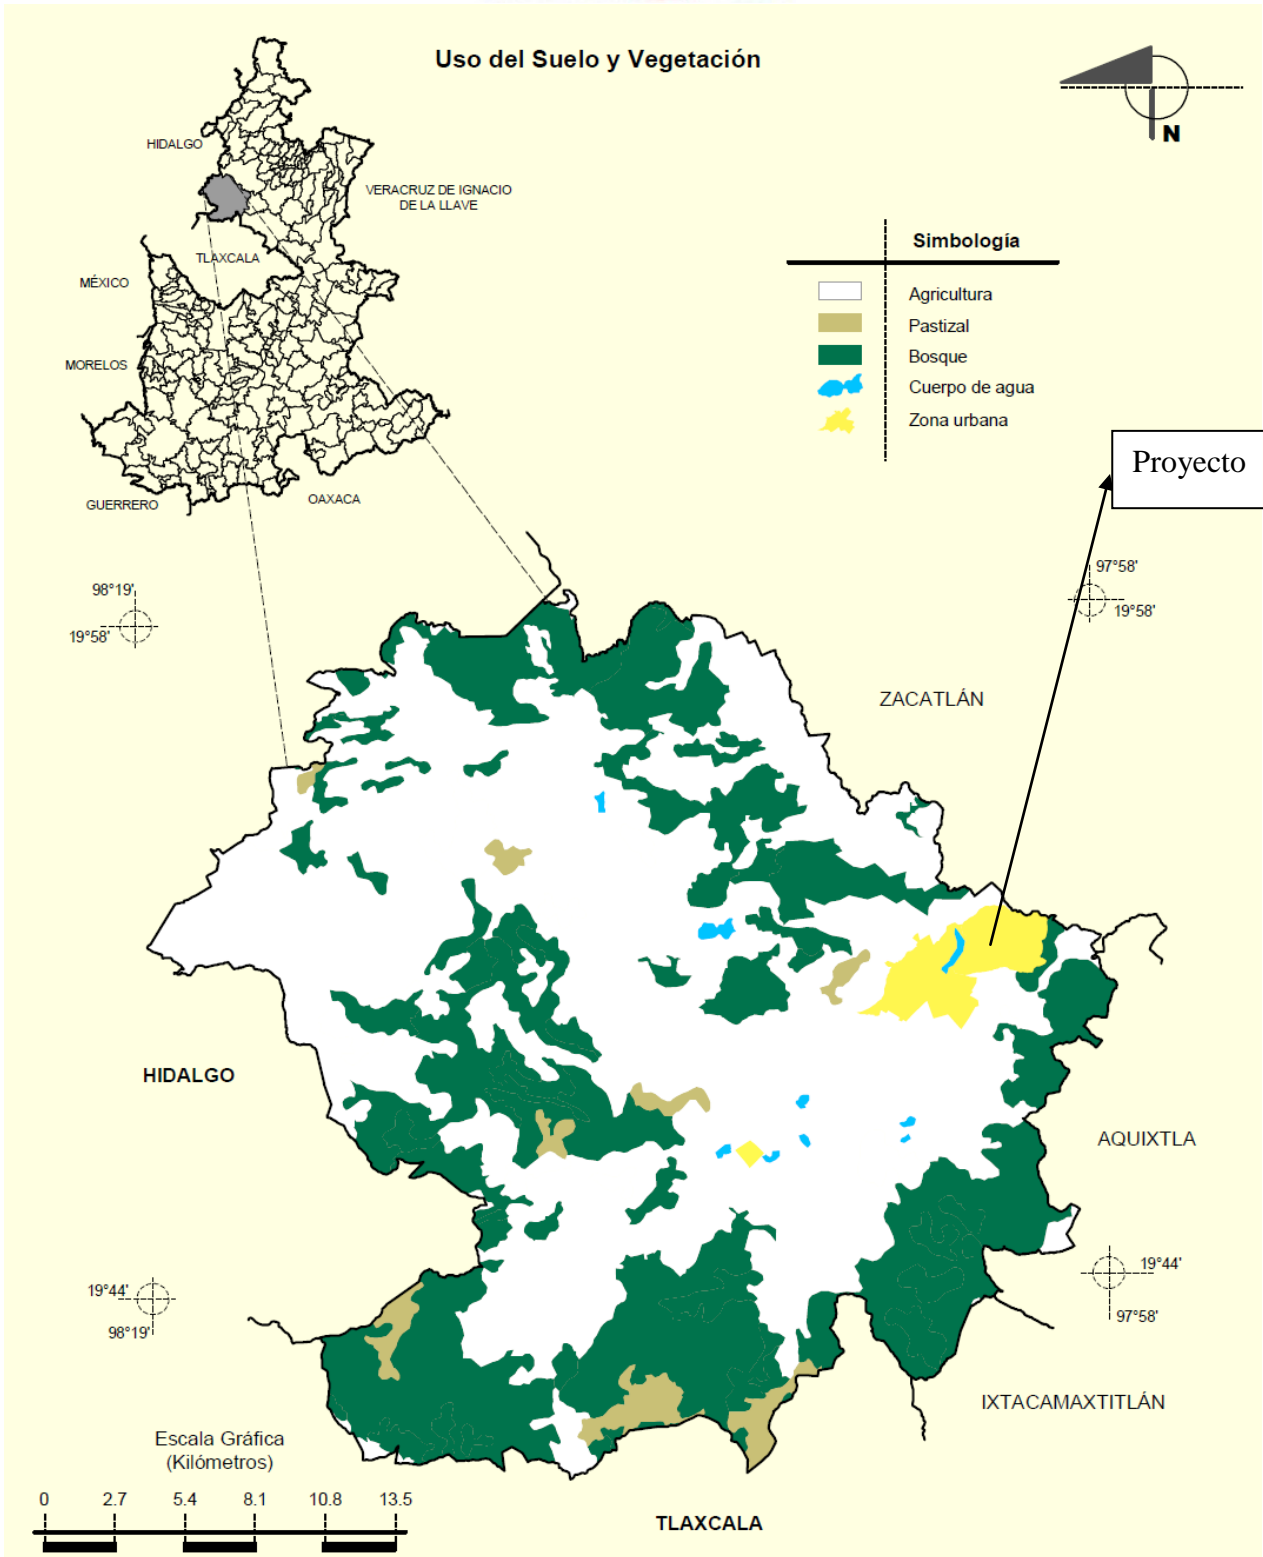 Uso del Suelo y Vegetación
N
HIDALGO
VERACRUZ DE IGNACIO
DE LA LLAVE
TLAXCALA
MÉXICO
MORELOS
GUERRERO
OAXACA
Simbología
Agricultura
Pastizal
Bosque
Cuerpo de agua
Zona urbana
Proyecto
98°19'
19°58'
97°58'
19°58'
ZACATLÁN
HIDALGO
AQUIXTLA
19°44'
98°19'
19°44'
97°58'
IXTACAMAXTITLÁN
Escala Gráfica
(Kilómetros)
0 2.7 5.4 8.1 10.8 13.5
TLAXCALA